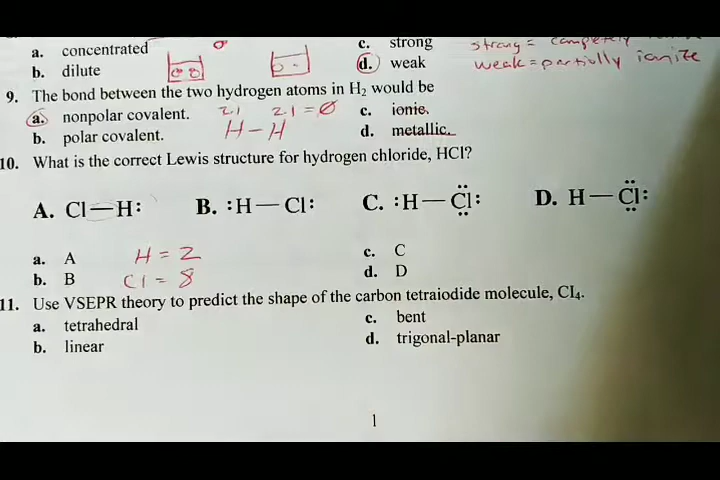 a. concentrated
c. strong
strong = completely
b. dilute
d. weak
weak = partially ionize
9. The bond between the two hydrogen atoms in H₂ would be
a. nonpolar covalent.
2.1 2.1 = 0
c. ionic.
b. polar covalent.
H - H
d. metallic.
10. What is the correct Lewis structure for hydrogen chloride, HCl?
A. Cl—H: B. :H—Cl: C. :H—Cl: D. H—Cl:
a. A
H = 2
c. C
b. B
Cl = 8
d. D
11. Use VSEPR theory to predict the shape of the carbon tetraiodide molecule, CI₄.
a. tetrahedral
c. bent
b. linear
d. trigonal-planar
1